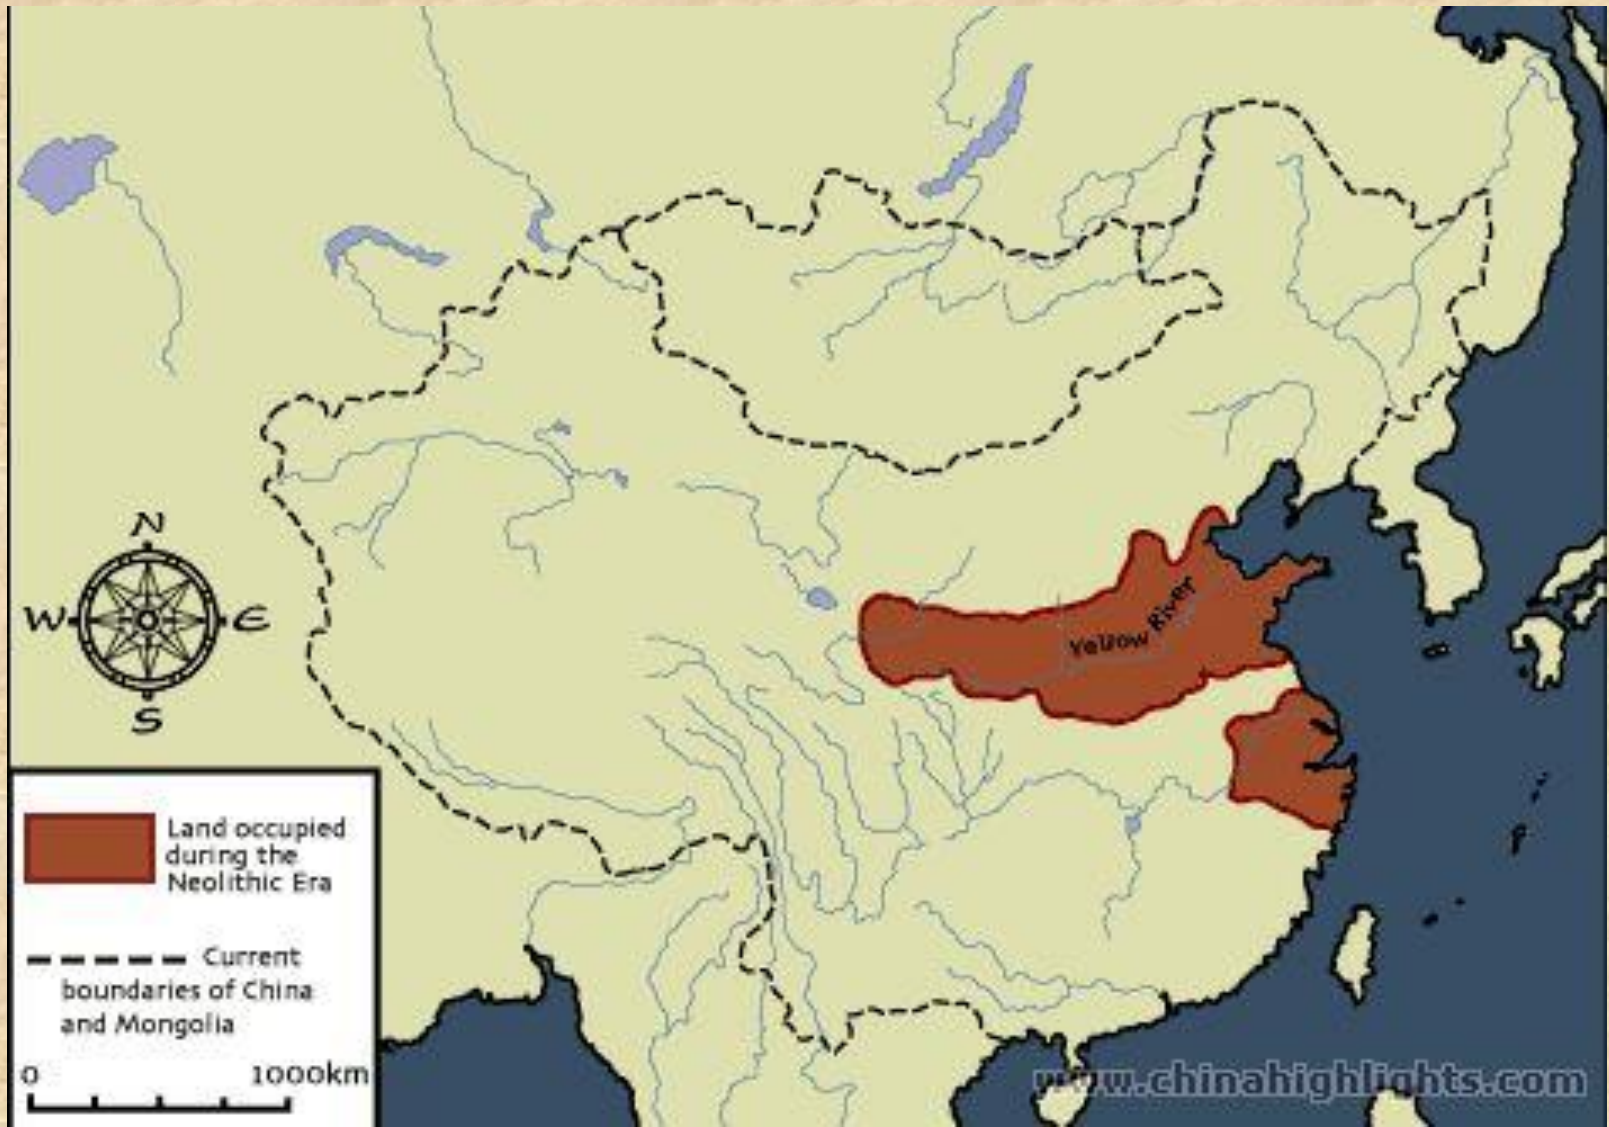 Yellow River
N
W E
S
Land occupied
during the
Neolithic Era
Current
boundaries of China
and Mongolia
0 1000km
www.chinahighlights.com